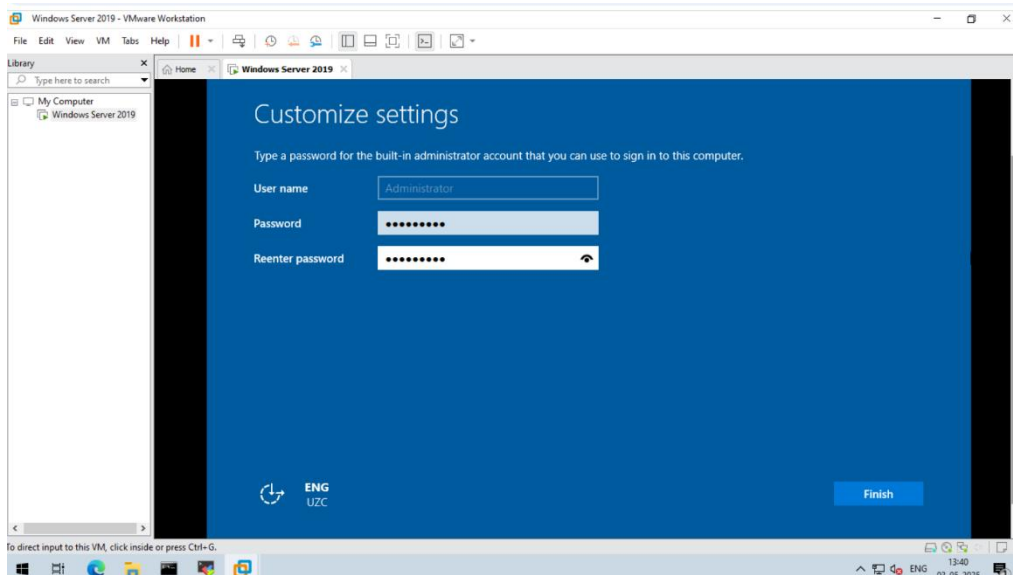 Windows Server 2019 - VMware Workstation
File Edit View VM Tabs Help
Library
Home
Windows Server 2019
Type here to search
My Computer
Windows Server 2019
Customize settings
Type a password for the built-in administrator account that you can use to sign in to this computer.
User name
Administrator
Password
Reenter password
ENG
UZC
Finish
To direct input to this VM, click inside or press Ctrl+G.
ENG
13:40